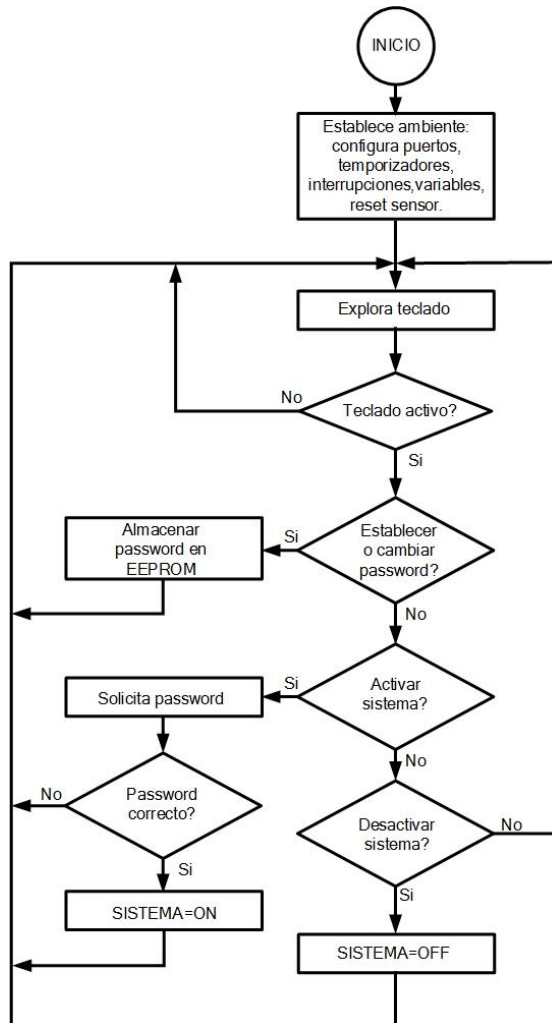 INICIO
Establece ambiente:
configura puertos,
temporizadores,
interrupciones,variables,
reset sensor.
Explora teclado
No
Teclado activo?
Si
Almacenar
password en
EEPROM
Si
Establecer
o cambiar
password?
No
Solicita password
Si
Activar
sistema?
No
No
Password
correcto?
Si
Desactivar
sistema?
No
Si
SISTEMA=ON
SISTEMA=OFF